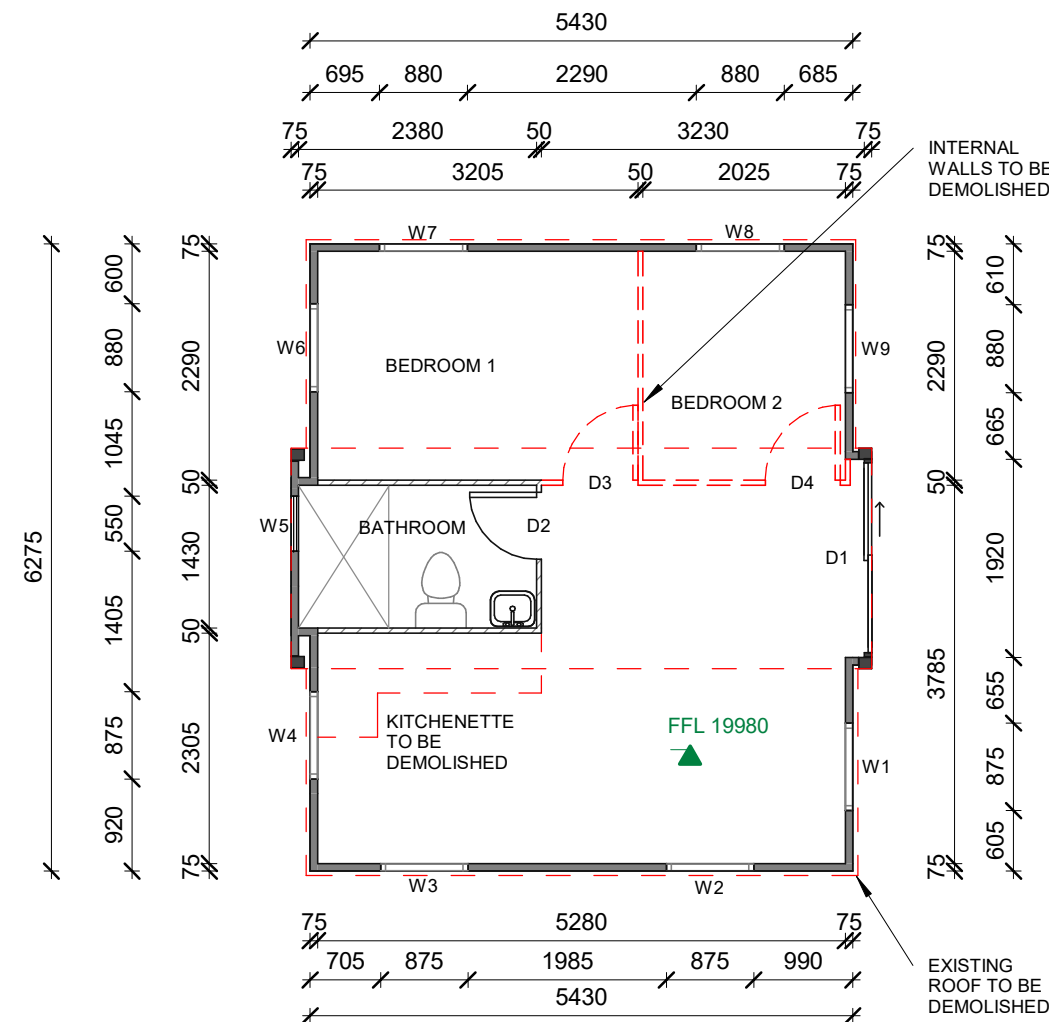 5430
695 880 2290 880 685
75 2380 50 3230 75
75 3205 50 2025 75
INTERNAL
WALLS TO BE
DEMOLISHED
W7 W8
6275
600 880 1045 550 1405 875 920
75 2290 50 1430 50 2305 75
W6
BEDROOM 1
BEDROOM 2
W9
75 2290 50 3785 75
610 880 665 1920 655 875 605
D3
D4
W5
BATHROOM
D2
D1
KITCHENETTE
TO BE
DEMOLISHED
W4
FFL 19980
W1
W3 W2
75 5280 75
705 875 1985 875 990
5430
EXISTING
ROOF TO BE
DEMOLISHED